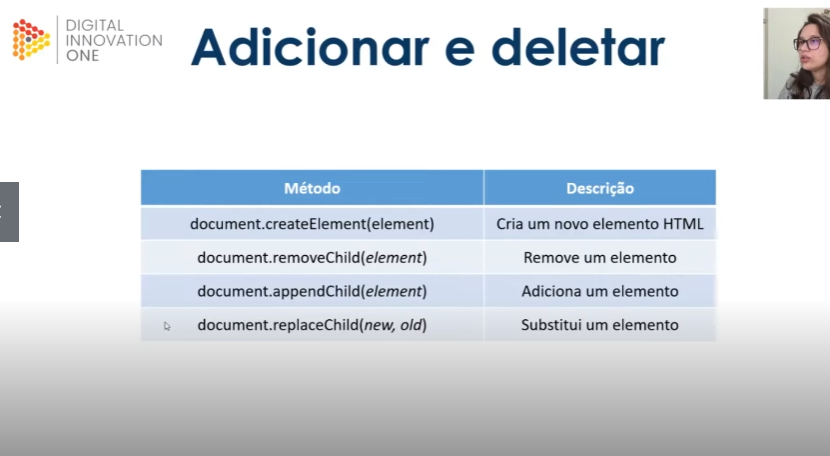 DIGITAL
INNOVATION
ONE
Adicionar e deletar
Método Descrição
document.createElement(element) Cria um novo elemento HTML
document.removeChild(element) Remove um elemento
document.appendChild(element) Adiciona um elemento
document.replaceChild(new, old) Substitui um elemento